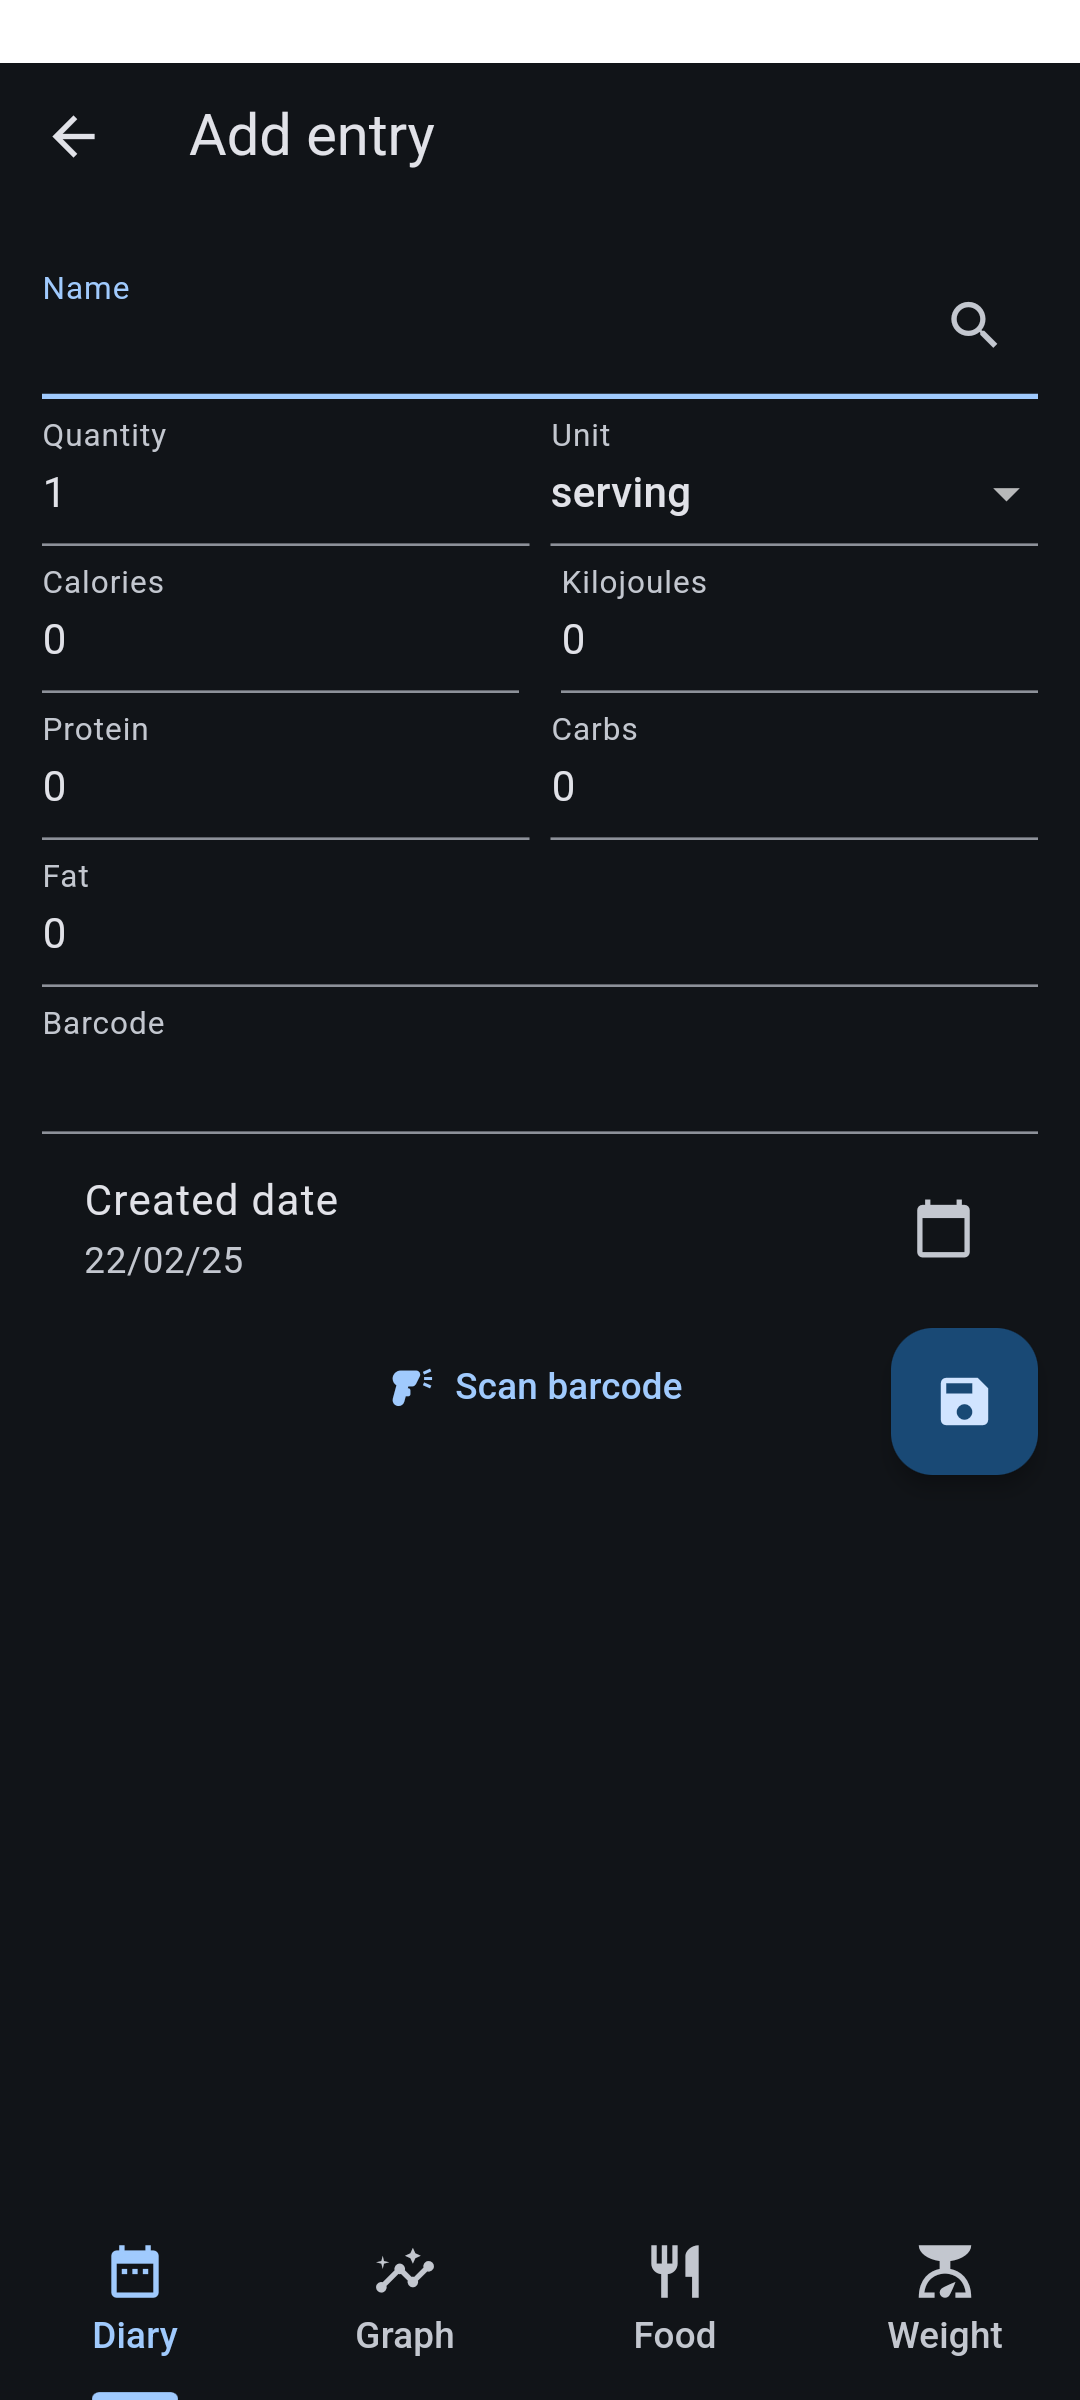 Add entry
Name
Quantity Unit
1 serving
Calories Kilojoules
0 0
Protein Carbs
0 0
Fat
0
Barcode
Created date
22/02/25
Scan barcode
Diary Graph Food Weight